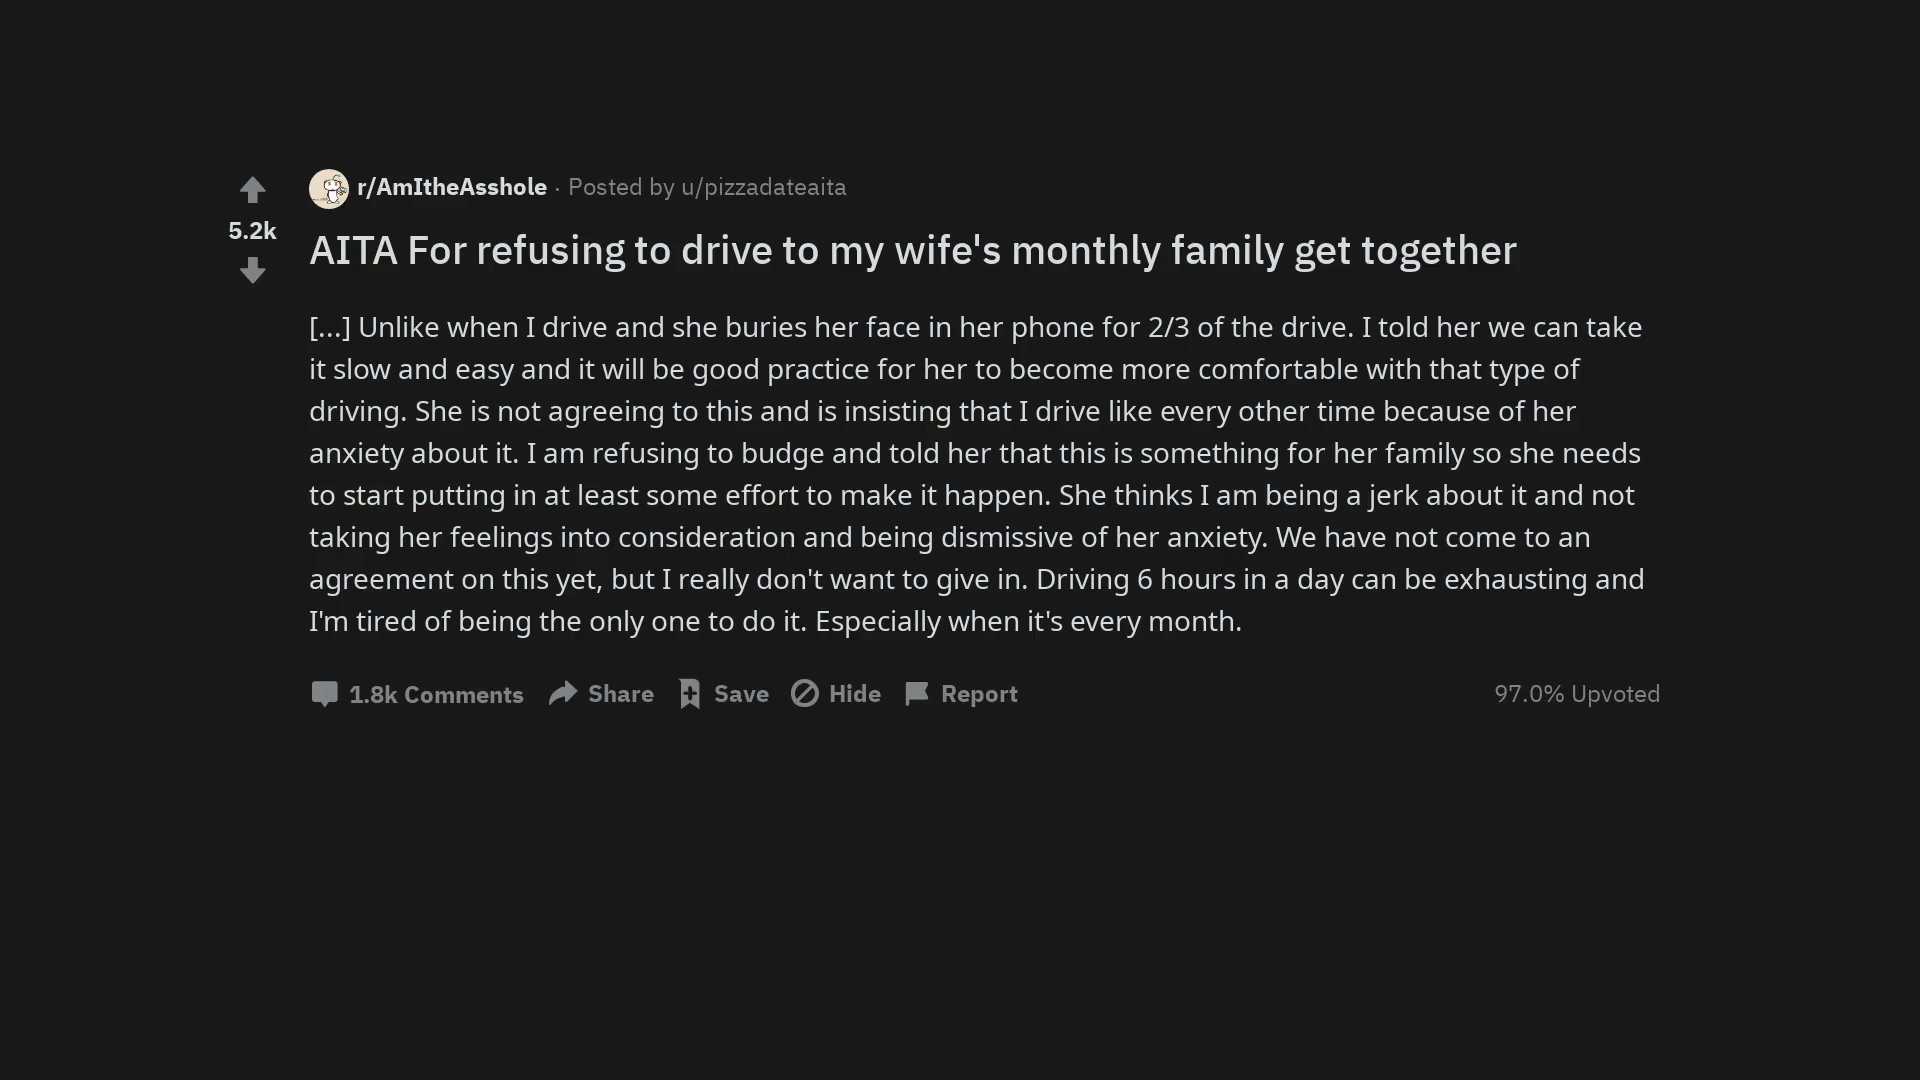 r/AmItheAsshole · Posted by u/pizzadateaita
5.2k
AITA For refusing to drive to my wife's monthly family get together
[...] Unlike when I drive and she buries her face in her phone for 2/3 of the drive. I told her we can take
it slow and easy and it will be good practice for her to become more comfortable with that type of
driving. She is not agreeing to this and is insisting that I drive like every other time because of her
anxiety about it. I am refusing to budge and told her that this is something for her family so she needs
to start putting in at least some effort to make it happen. She thinks I am being a jerk about it and not
taking her feelings into consideration and being dismissive of her anxiety. We have not come to an
agreement on this yet, but I really don't want to give in. Driving 6 hours in a day can be exhausting and
I'm tired of being the only one to do it. Especially when it's every month.
1.8k Comments Share Save Hide Report 97.0% Upvoted